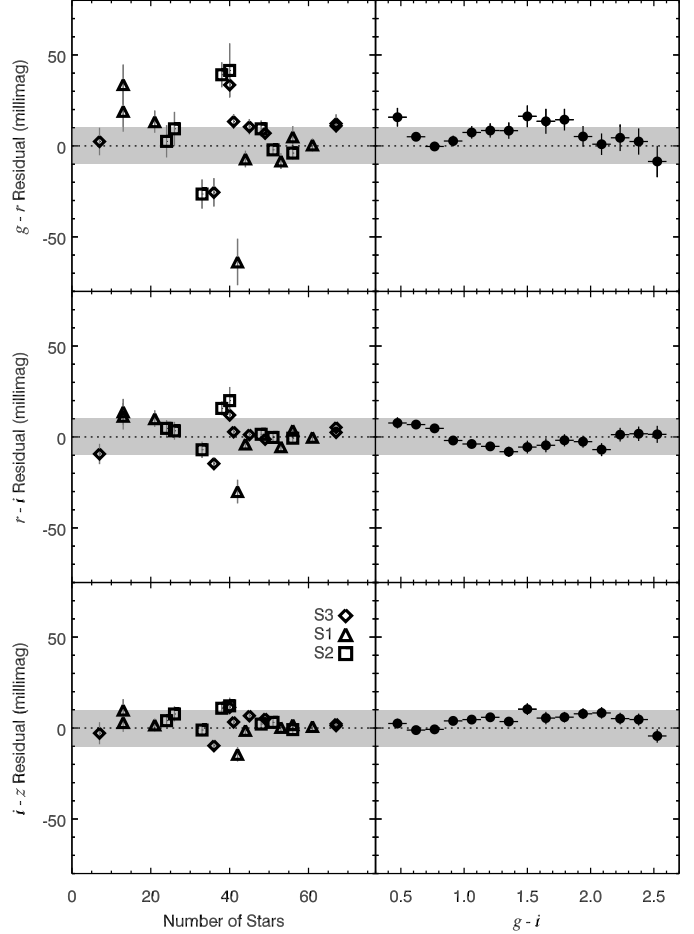 50
0
-50
g - r Residual (millimag)
50
0
-50
r - i Residual (millimag)
S3
S1
S2
50
0
-50
i - z Residual (millimag)
0 20 40 60 0.5 1.0 1.5 2.0 2.5
Number of Stars g - i